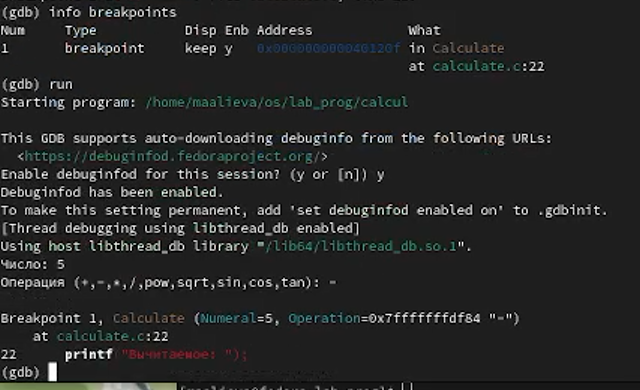 (gdb) info breakpoints
Num     Type           Disp Enb Address            What
1       breakpoint     keep y   0x000000000040120f in Calculate
                                                   at calculate.c:22
(gdb) run
Starting program: /home/maalieva/os/lab_prog/calcul

This GDB supports auto-downloading debuginfo from the following URLs:
  <https://debuginfod.fedoraproject.org/>
Enable debuginfod for this session? (y or [n]) y
Debuginfod has been enabled.
To make this setting permanent, add 'set debuginfod enabled on' to .gdbinit.
[Thread debugging using libthread_db enabled]
Using host libthread_db library "/lib64/libthread_db.so.1".
Число: 5
Операция (+,-,*,/,pow,sqrt,sin,cos,tan): -

Breakpoint 1, Calculate (Numeral=5, Operation=0x7fffffffdf84 "-")
    at calculate.c:22
22      printf("Вычитаемое: ");
(gdb)